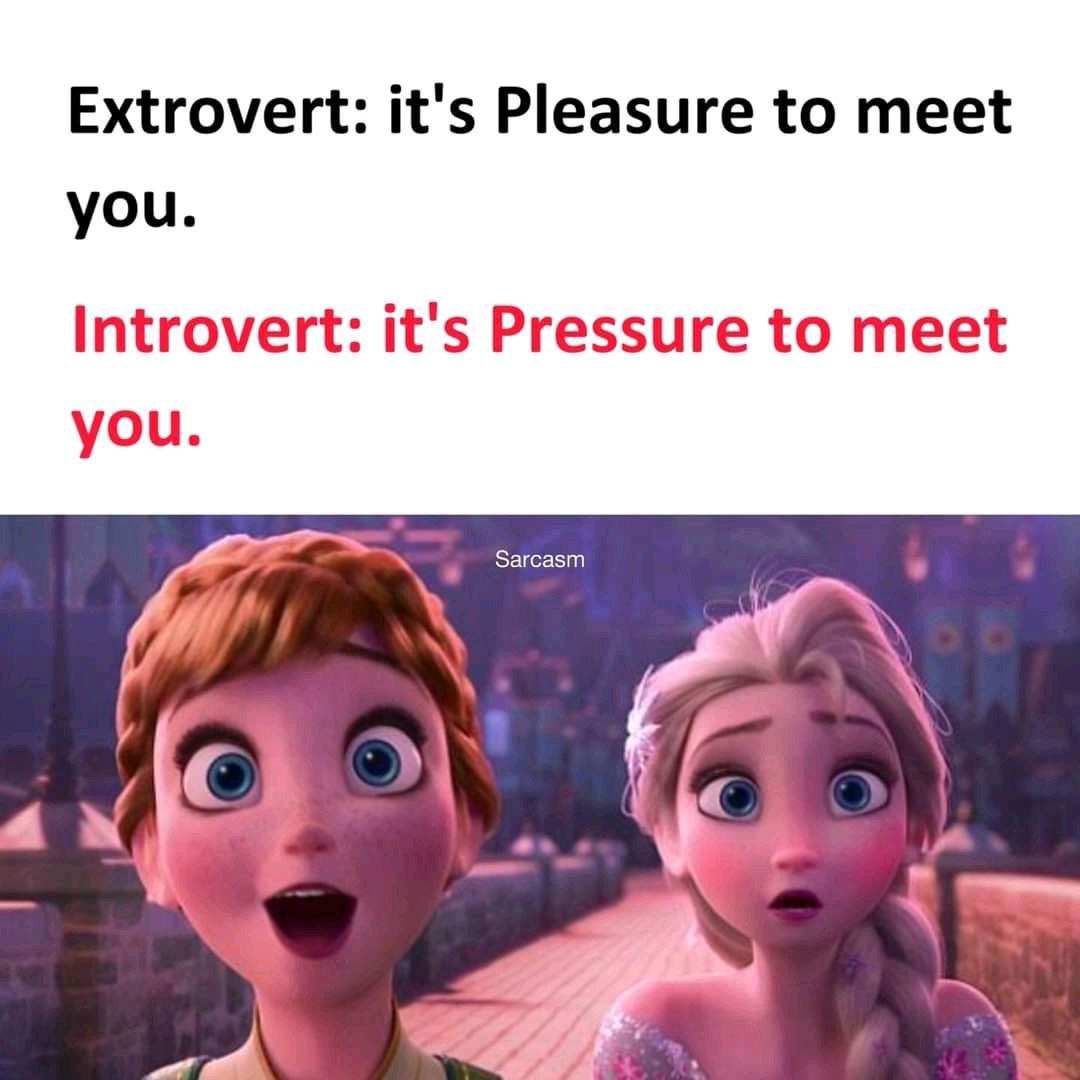 Extrovert: it's Pleasure to meet
you.
Introvert: it's Pressure to meet
you.
Sarcasm